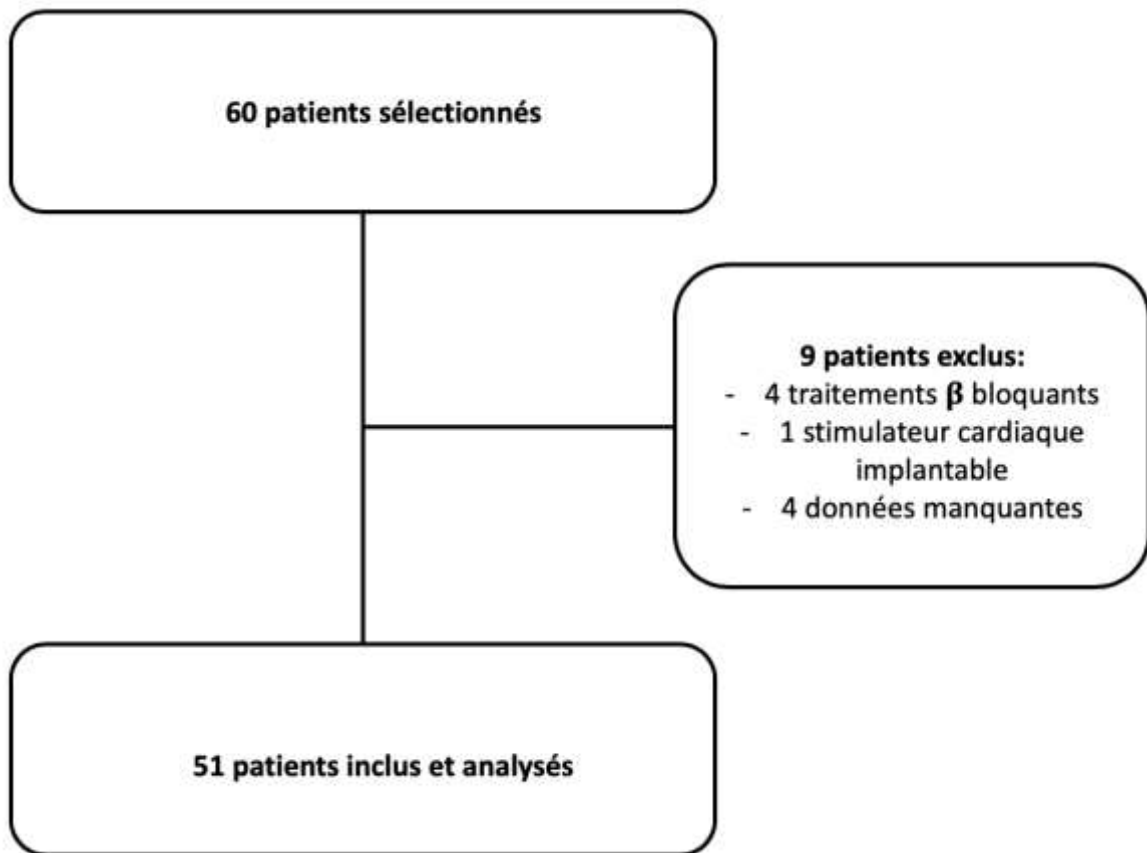 60 patients sélectionnés
9 patients exclus:
- 4 traitements β bloquants
- 1 stimulateur cardiaque
implantable
- 4 données manquantes
51 patients inclus et analysés